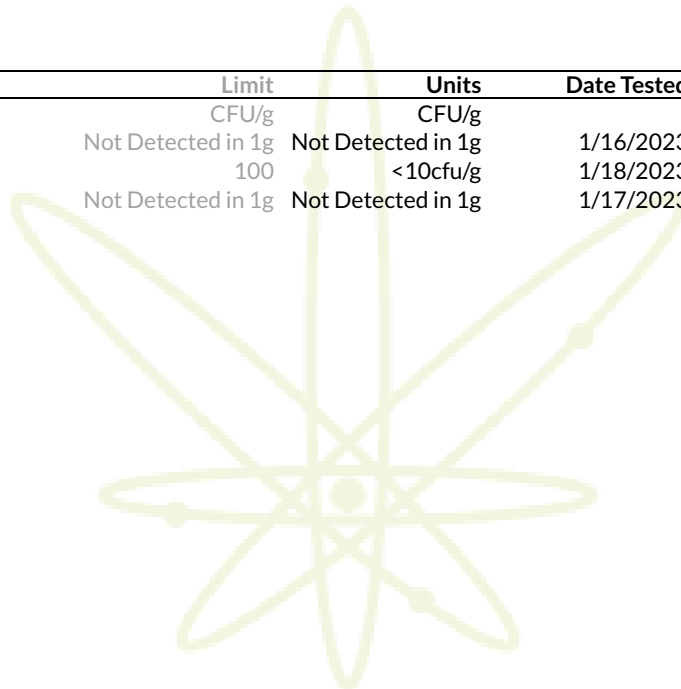 Limit Units Date Tested
CFU/g CFU/g
Not Detected in 1g Not Detected in 1g 1/16/2023
100 <10cfu/g 1/18/2023
Not Detected in 1g Not Detected in 1g 1/17/2023